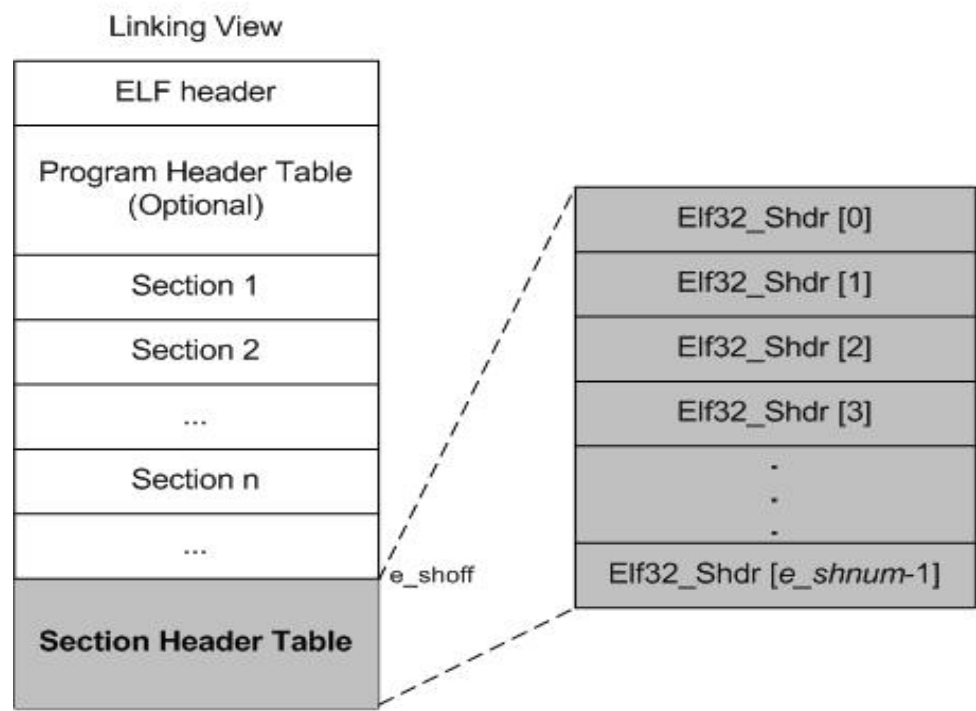 Linking View
ELF header
Program Header Table
(Optional)
Section 1
Section 2
...
Section n
...
e_shoff
Section Header Table
Elf32_Shdr [0]
Elf32_Shdr [1]
Elf32_Shdr [2]
Elf32_Shdr [3]
.
.
.
Elf32_Shdr [e_shnum-1]